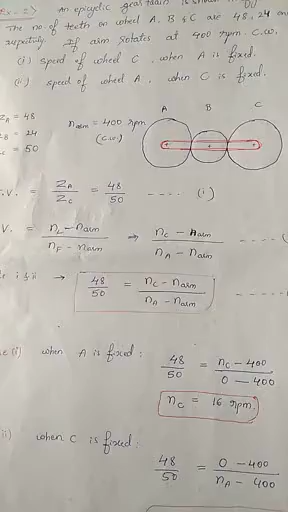 Ex- 2) An epicyclic gear train is shown in
The no. of teeth on wheel A, B & C are 48, 24 and
If arm rotates at 400 rpm. C.W.
(i) speed of wheel C, when A is fixed.
(ii) speed of wheel A, when C is fixed.
A B C
ZA = 48
ZB = 24
= 50
narm = 400 rpm
(C.W.)
.V. = ZA/ZC = 48/50 ---- (i)
V. = nL - narm / nF - narm ⇒ nC - narm / nA - narm ----
i & ii → 48/50 = nC - narm / nA - narm -----
(i) when A is fixed : 48/50 = nC - 400 / 0 - 400
nC = 16 rpm.
ii) when C is fixed :
48/50 = 0 - 400 / nA - 400